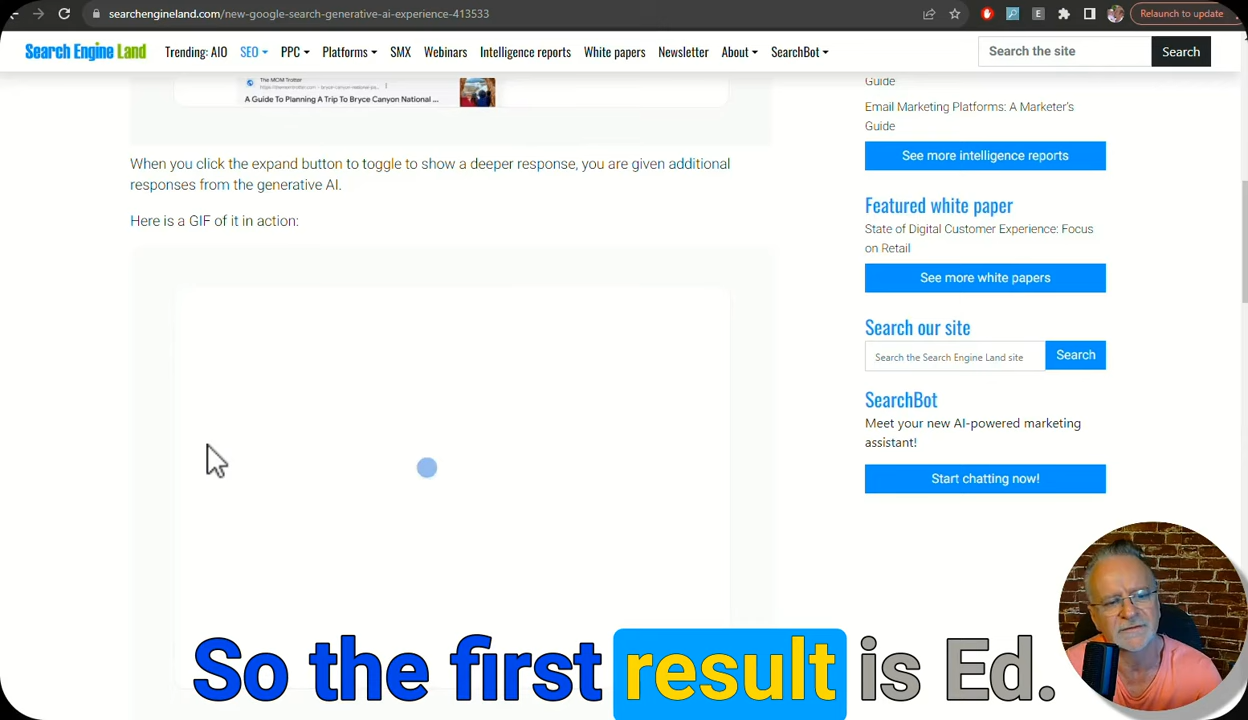 searchengineland.com/new-google-search-generative-ai-experience-413533
Relaunch to update
Search Engine Land
Trending: AIO SEO PPC Platforms SMX Webinars Intelligence reports White papers Newsletter About SearchBot
Search the site
Search
The MOM Trotter
A Guide To Planning A Trip To Bryce Canyon National ...
When you click the expand button to toggle to show a deeper response, you are given additional
responses from the generative AI.
Here is a GIF of it in action:
Guide
Email Marketing Platforms: A Marketer's
Guide
See more intelligence reports
Featured white paper
State of Digital Customer Experience: Focus
on Retail
See more white papers
Search our site
Search the Search Engine Land site
Search
SearchBot
Meet your new AI-powered marketing
assistant!
Start chatting now!
So the first result is Ed.